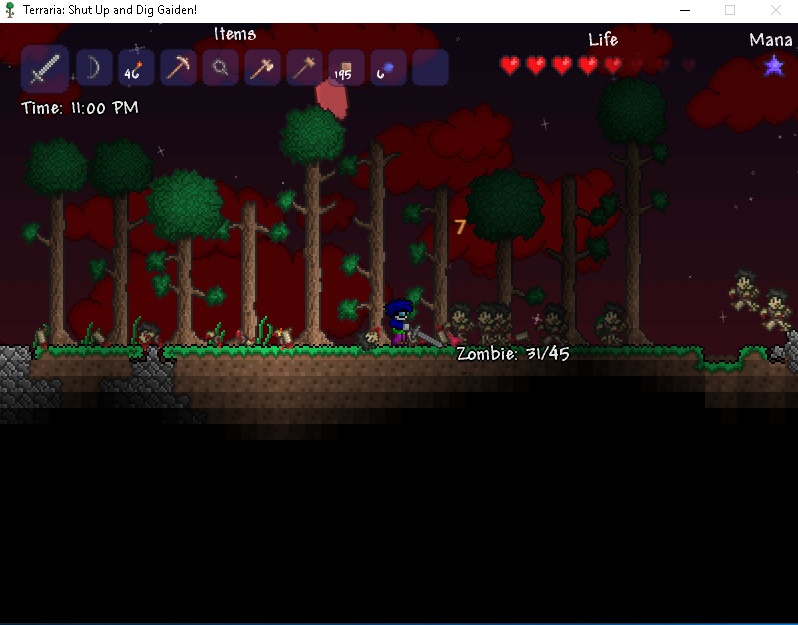 Terraria: Shut Up and Dig Gaiden!
Items
Life
Mana
46
195
6
Time: 11:00 PM
7
Zombie: 31/45